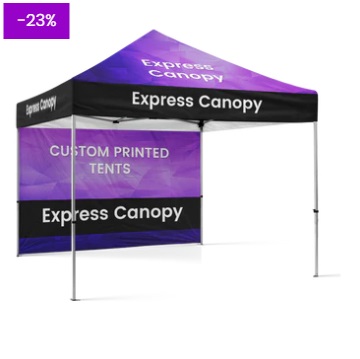 -23%
Express
Canopy
Express Canopy
Express Canopy
CUSTOM PRINTED
TENTS
Express Canopy